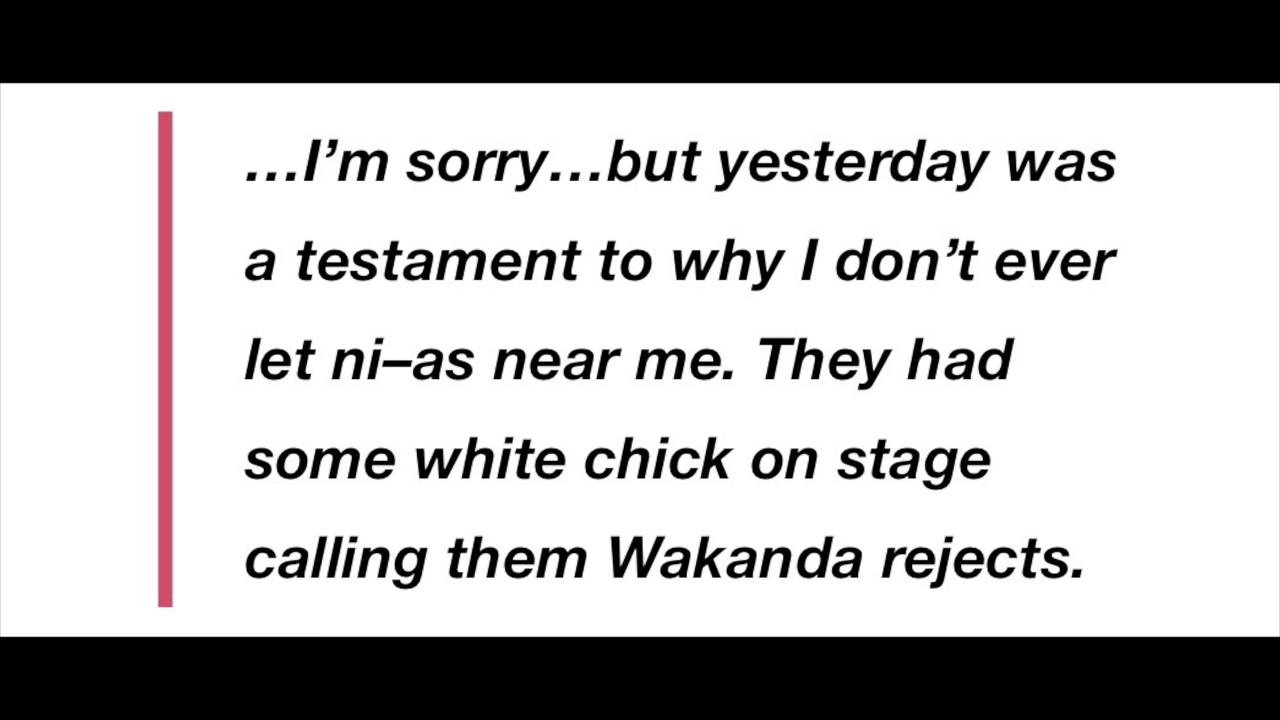 …I’m sorry…but yesterday was
a testament to why I don’t ever
let ni–as near me. They had
some white chick on stage
calling them Wakanda rejects.